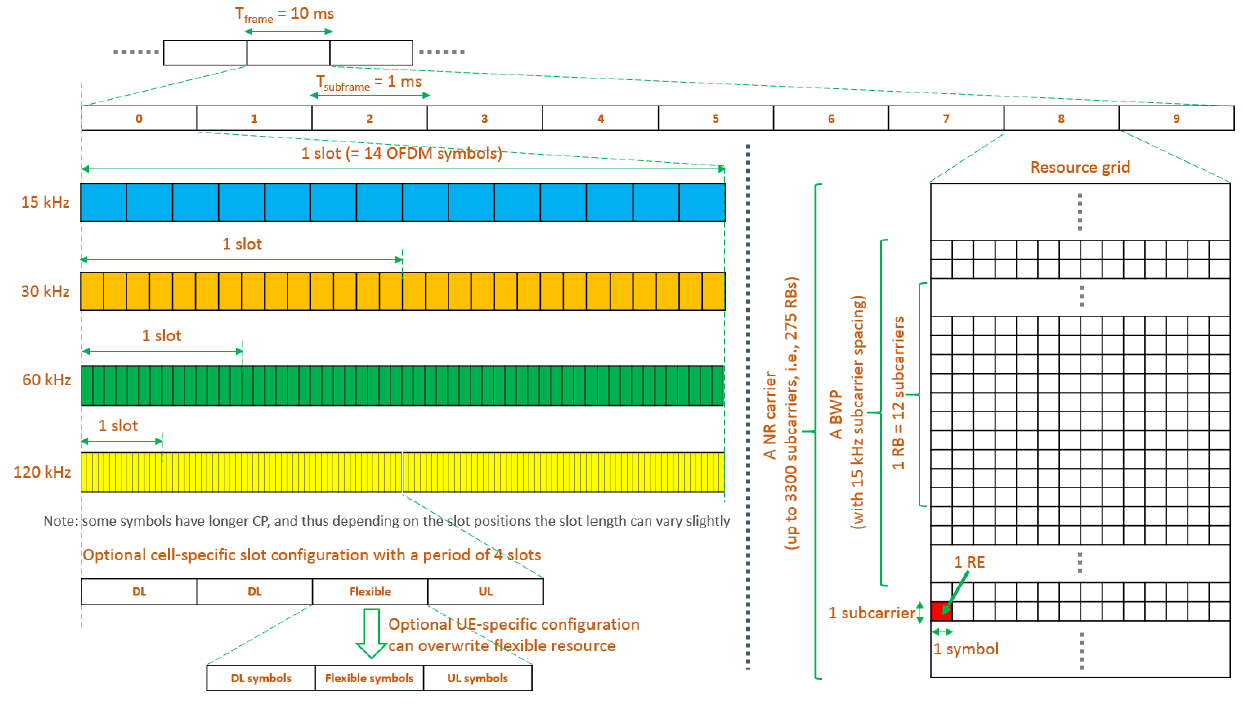 Tframe = 10 ms
Tsubframe = 1 ms
0 1 2 3 4 5 6 7 8 9
1 slot (= 14 OFDM symbols)
15 kHz
1 slot
30 kHz
1 slot
60 kHz
1 slot
120 kHz
Note: some symbols have longer CP, and thus depending on the slot positions the slot length can vary slightly
Optional cell-specific slot configuration with a period of 4 slots
DL DL Flexible UL
Optional UE-specific configuration
can overwrite flexible resource
DL symbols Flexible symbols UL symbols
Resource grid
A NR carrier
(up to 3300 subcarriers, i.e., 275 RBs)
A BWP
(with 15 kHz subcarrier spacing)
1 RB = 12 subcarriers
1 RE
1 subcarrier
1 symbol